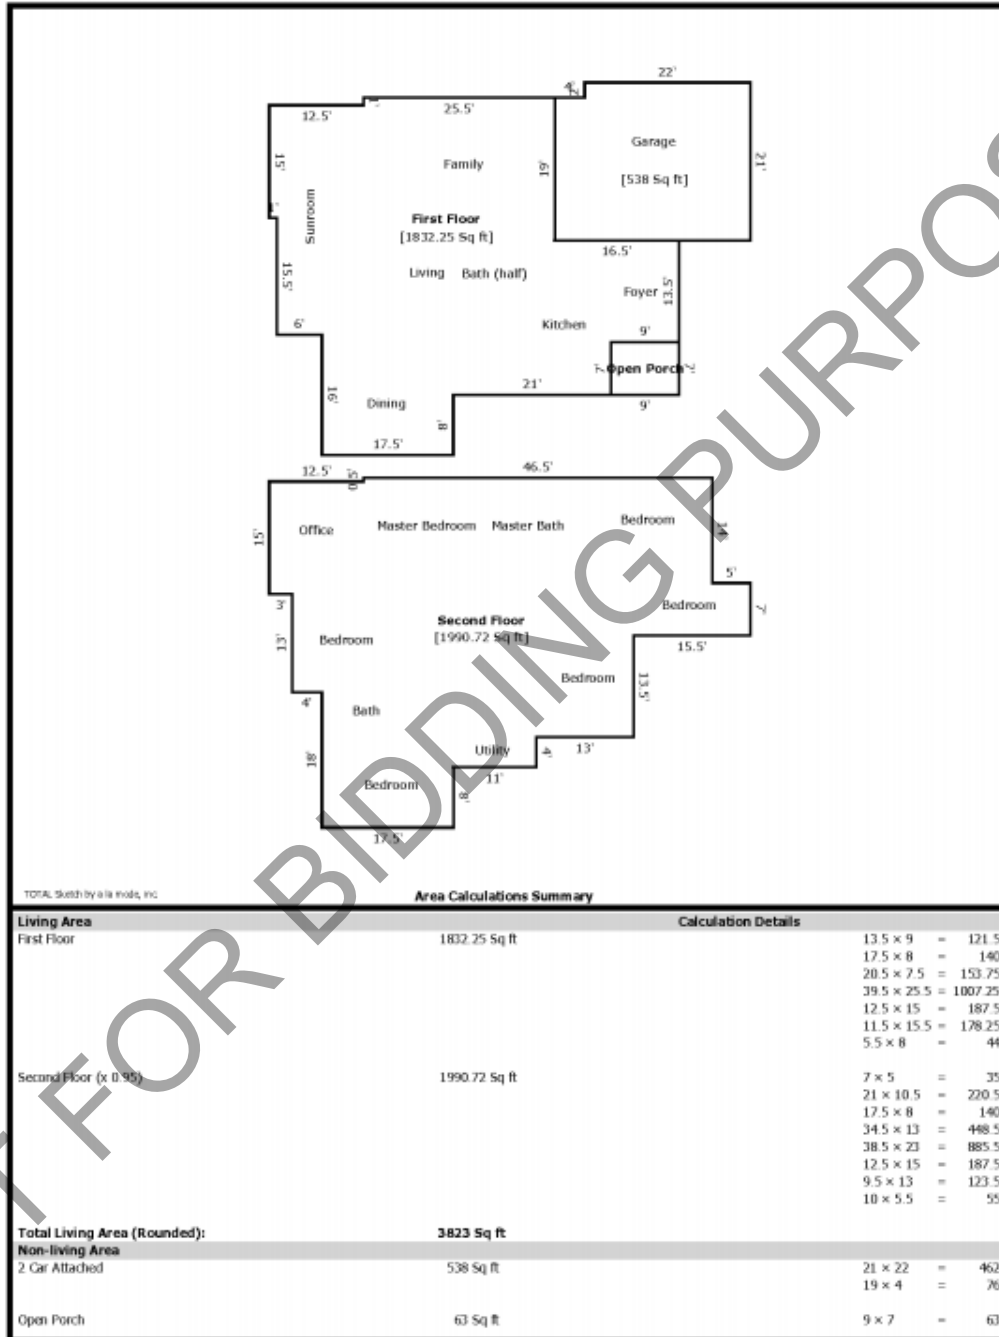 22'
4' 2'
12.5' 1' 25.5'
Garage
15' Family 19' 21'
[538 Sq ft]
Sunroom
First Floor
[1832.25 Sq ft]
16.5'
Living Bath (half)
15.5' Foyer 13.5'
6' Kitchen 9'
7' Open Porch 7'
16' 21'
Dining 9'
8'
17.5'
12.5' 0.5' 46.5'
Office Master Bedroom Master Bath Bedroom
15' 14'
5'
3' Bedroom 7'
Second Floor
[1990.72 Sq ft]
13' Bedroom 15.5'
Bedroom 13.5'
4'
Bath
Utility 4' 13'
18' 11'
Bedroom 8'
17.5'
TOTAL Sketch by a la mode, inc.
Area Calculations Summary
Living Area Calculation Details
First Floor 1832.25 Sq ft 13.5 × 9 = 121.5
17.5 × 8 = 140
20.5 × 7.5 = 153.75
39.5 × 25.5 = 1007.25
12.5 × 15 = 187.5
11.5 × 15.5 = 178.25
5.5 × 8 = 44
Second Floor (x 0.95) 1990.72 Sq ft 7 × 5 = 35
21 × 10.5 = 220.5
17.5 × 8 = 140
34.5 × 13 = 448.5
38.5 × 23 = 885.5
12.5 × 15 = 187.5
9.5 × 13 = 123.5
10 × 5.5 = 55
Total Living Area (Rounded): 3823 Sq ft
Non-living Area
2 Car Attached 538 Sq ft 21 × 22 = 462
19 × 4 = 76
Open Porch 63 Sq ft 9 × 7 = 63
T FOR BIDDING PURPOS